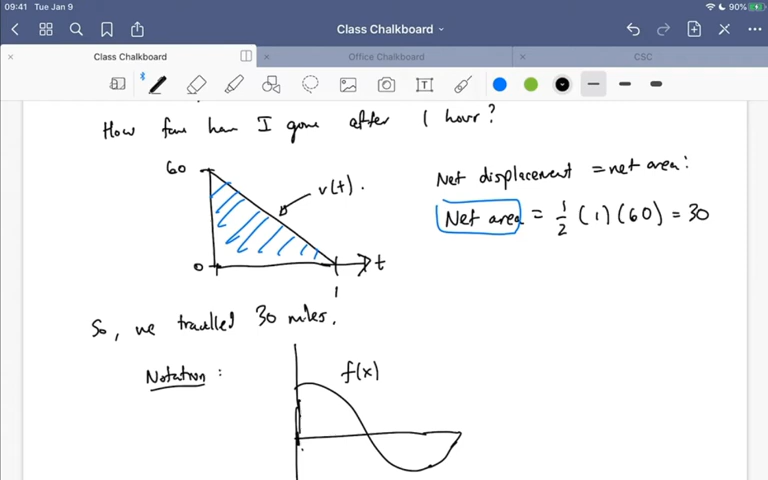 09:41 Tue Jan 9
90%
Class Chalkboard
Class Chalkboard
Office Chalkboard
CSC
How far have I gone after 1 hour?
60
v(t).
0
t
1
Net displacement = net area:
Net area = 1/2 (1)(60) = 30
So, we travelled 30 miles.
Notation:
f(x)